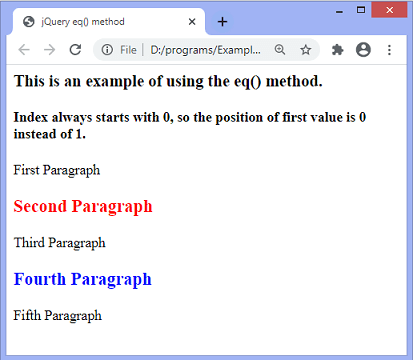 jQuery eq() method
File
D:/programs/Exampl...
This is an example of using the eq() method.
Index always starts with 0, so the position of first value is 0
instead of 1.
First Paragraph
Second Paragraph
Third Paragraph
Fourth Paragraph
Fifth Paragraph